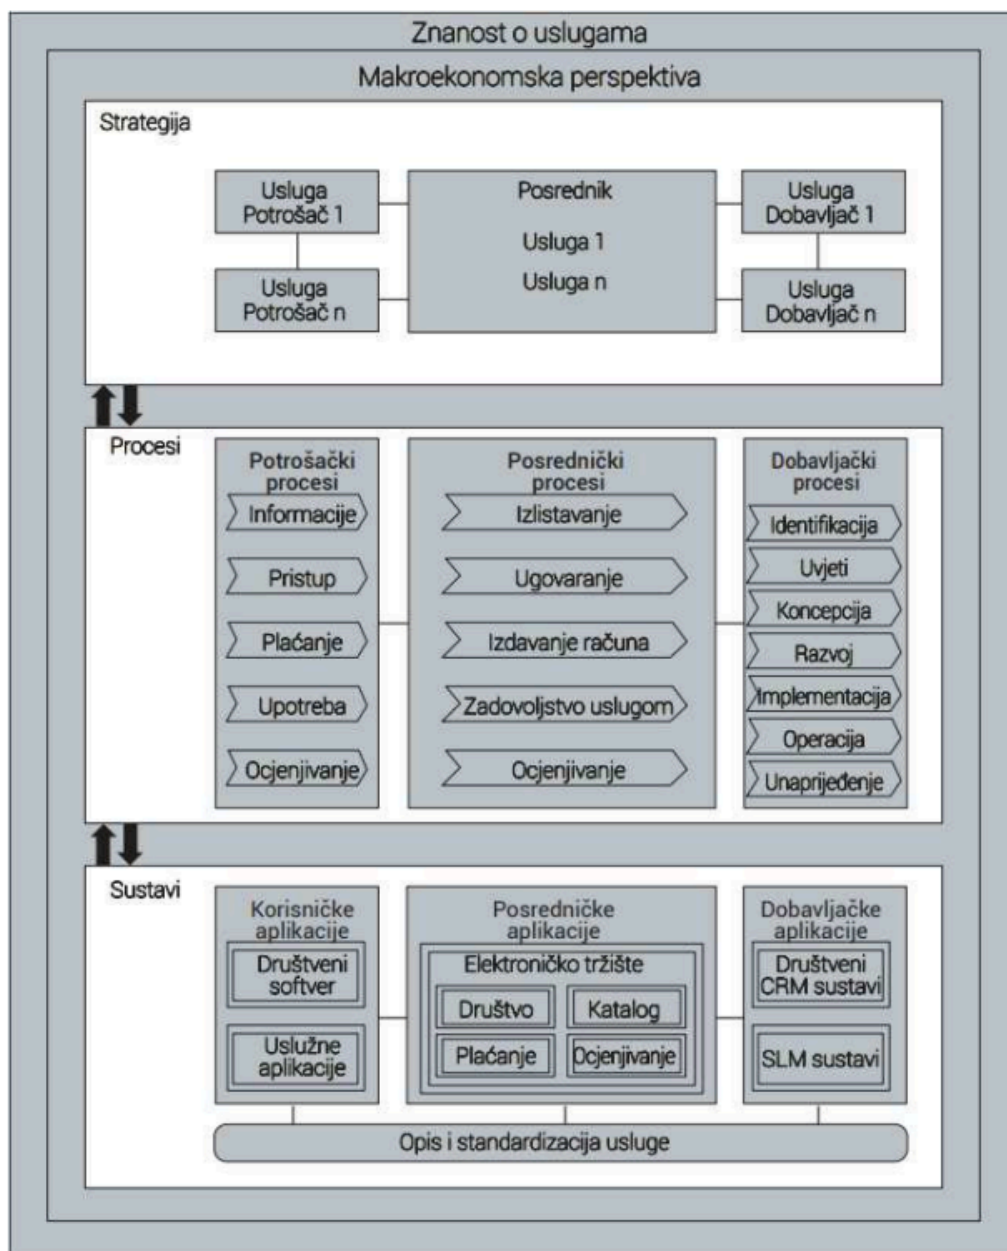 Znanost o uslugama
Makroekonomska perspektiva
Strategija
Usluga
Potrošač 1
Usluga
Potrošač n
Posrednik
Usluga 1
Usluga n
Usluga
Dobavljač 1
Usluga
Dobavljač n
Procesi
Potrošački
procesi
Informacije
Pristup
Plaćanje
Upotreba
Ocjenjivanje
Posrednički
procesi
Izlistavanje
Ugovaranje
Izdavanje računa
Zadovoljstvo uslugom
Ocjenjivanje
Dobavljački
procesi
Identifikacija
Uvjeti
Koncepcija
Razvoj
Implementacija
Operacija
Unaprijeđenje
Sustavi
Korisničke
aplikacije
Društveni
softver
Uslužne
aplikacije
Posredničke
aplikacije
Elektroničko tržište
Društvo
Katalog
Plaćanje
Ocjenjivanje
Dobavljačke
aplikacije
Društveni
CRM sustavi
SLM sustavi
Opis i standardizacija usluge